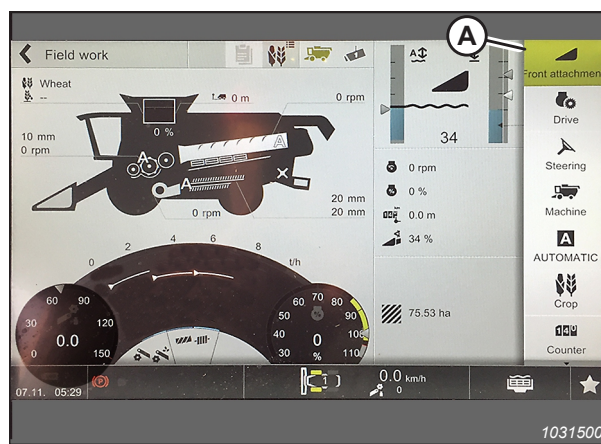 A
Field work
Front attachment
Wheat
--
0 m
0 rpm
0 %
10 mm
0 rpm
A
A
A
20 mm
20 mm
0 rpm
34
0 rpm
0 %
0.0 m
34 %
Drive
Steering
Machine
A
AUTOMATIC
Crop
Counter
0 2 4 6 8 t/h
0 30 60 90 120 150
0.0
30 40 50 60 70 80 90 100 110
0
%
75.53 ha
07.11. 05:29
(P)
1
0.0 km/h
0
1031500